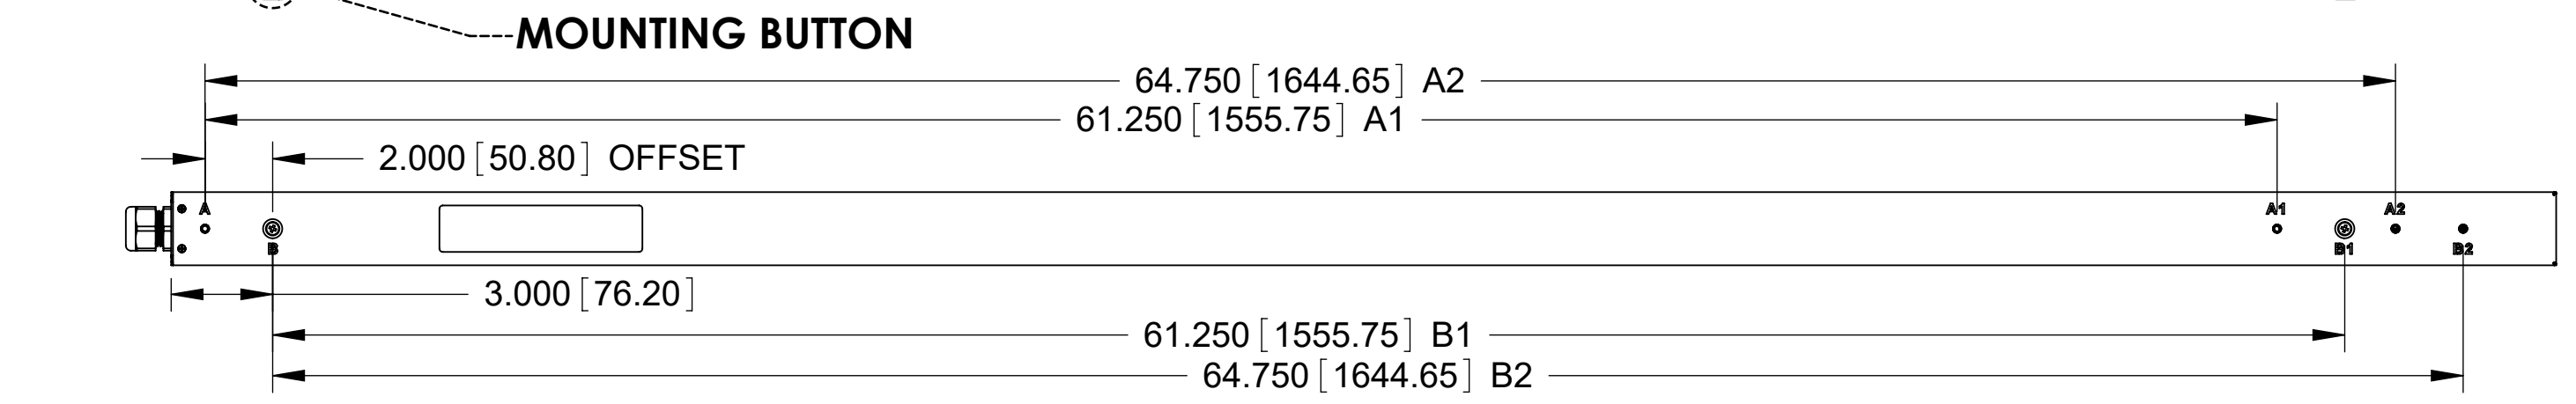 MOUNTING BUTTON
64.750 [1644.65] A2
61.250 [1555.75] A1
2.000 [50.80] OFFSET
A
A1
A2
B
B1
B2
3.000 [76.20]
61.250 [1555.75] B1
64.750 [1644.65] B2